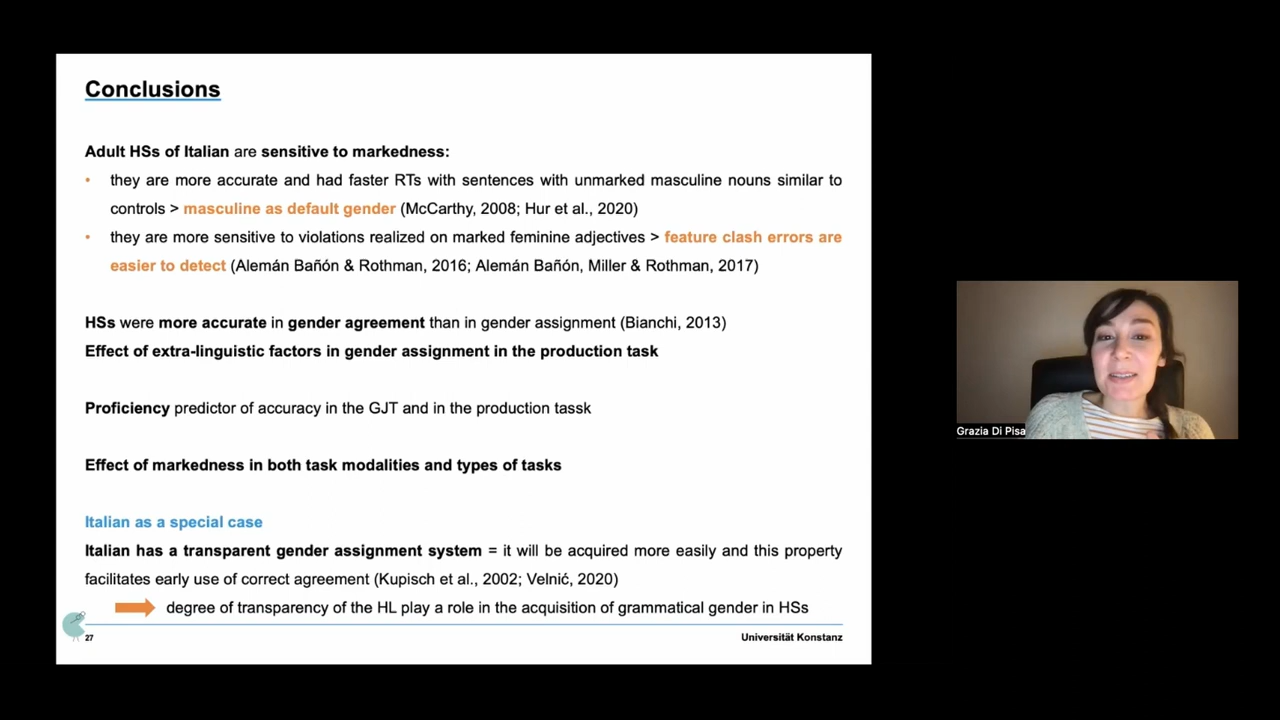 Conclusions
Adult HSs of Italian are sensitive to markedness:
• they are more accurate and had faster RTs with sentences with unmarked masculine nouns similar to
controls > masculine as default gender (McCarthy, 2008; Hur et al., 2020)
• they are more sensitive to violations realized on marked feminine adjectives > feature clash errors are
easier to detect (Alemán Bañón & Rothman, 2016; Alemán Bañón, Miller & Rothman, 2017)
HSs were more accurate in gender agreement than in gender assignment (Bianchi, 2013)
Effect of extra-linguistic factors in gender assignment in the production task
Proficiency predictor of accuracy in the GJT and in the production tassk
Effect of markedness in both task modalities and types of tasks
Italian as a special case
Italian has a transparent gender assignment system = it will be acquired more easily and this property
facilitates early use of correct agreement (Kupisch et al., 2002; Velnić, 2020)
degree of transparency of the HL play a role in the acquisition of grammatical gender in HSs
27
Universität Konstanz
Grazia Di Pisa